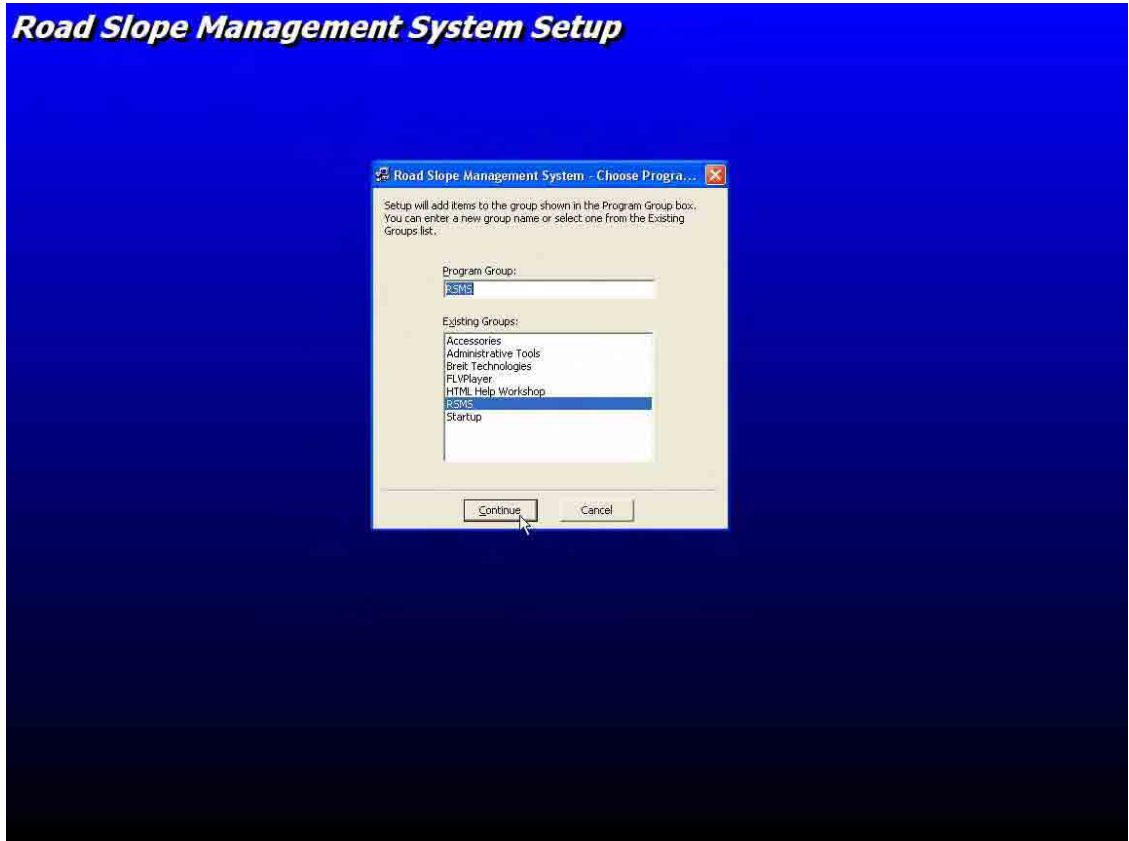 Road Slope Management System Setup
Road Slope Management System - Choose Progra...
Setup will add items to the group shown in the Program Group box.
You can enter a new group name or select one from the Existing
Groups list.
Program Group:
RSMS
Existing Groups:
Accessories
Administrative Tools
Breit Technologies
FLVPlayer
HTML Help Workshop
RSMS
Startup
Continue
Cancel